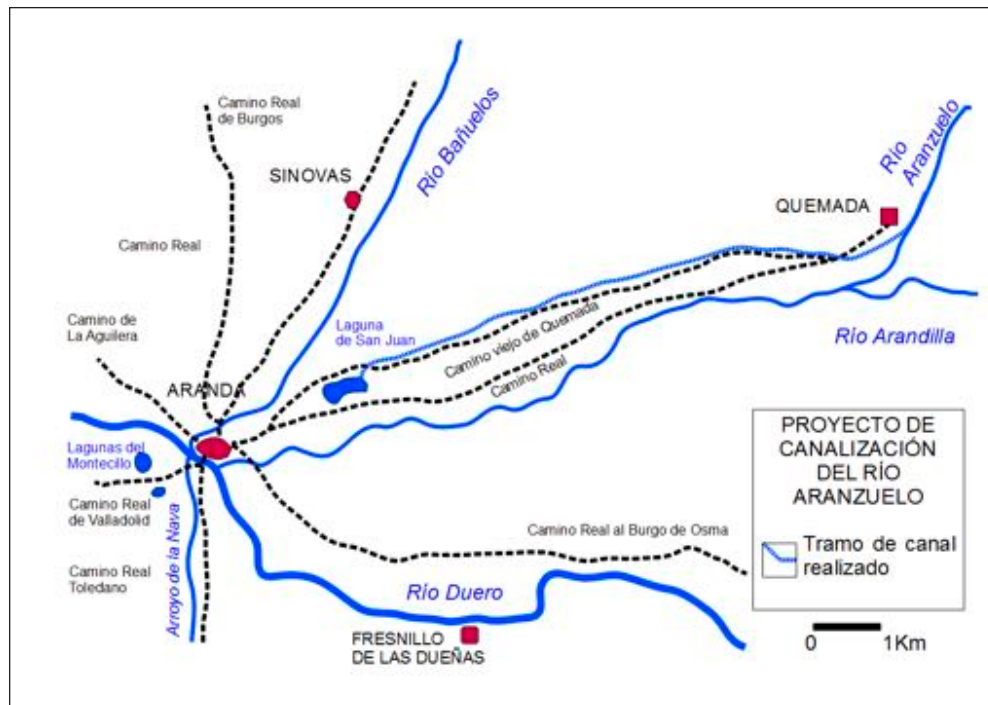 Camino Real
de Burgos
SINOVAS
Río Bañuelos
Río
Aranzuelo
QUEMADA
Camino Real
Camino de
La Aguilera
Laguna
de San Juan
Camino viejo de Quemada
Camino Real
Río Arandilla
ARANDA
Lagunas del
Montecillo
Camino Real
de Valladolid
Camino Real
Toledano
Arroyo de la Nava
Camino Real al Burgo de Osma
Río Duero
FRESNILLO
DE LAS DUEÑAS
PROYECTO DE
CANALIZACIÓN
DEL RÍO
ARANZUELO
Tramo de canal
realizado
0 1Km